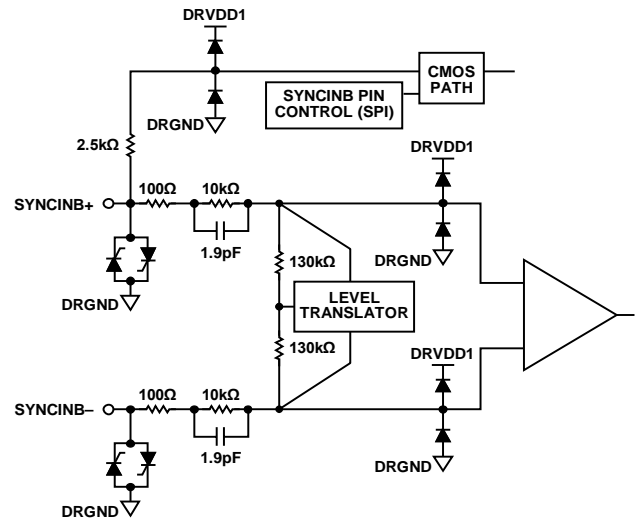 DRVDD1
CMOS
PATH
SYNCINB PIN
CONTROL (SPI)
DRGND
2.5kΩ
DRVDD1
100Ω
10kΩ
SYNCINB+
1.9pF
DRGND
130kΩ
DRGND
LEVEL
TRANSLATOR
130kΩ
DRVDD1
100Ω
10kΩ
SYNCINB–
1.9pF
DRGND
DRGND